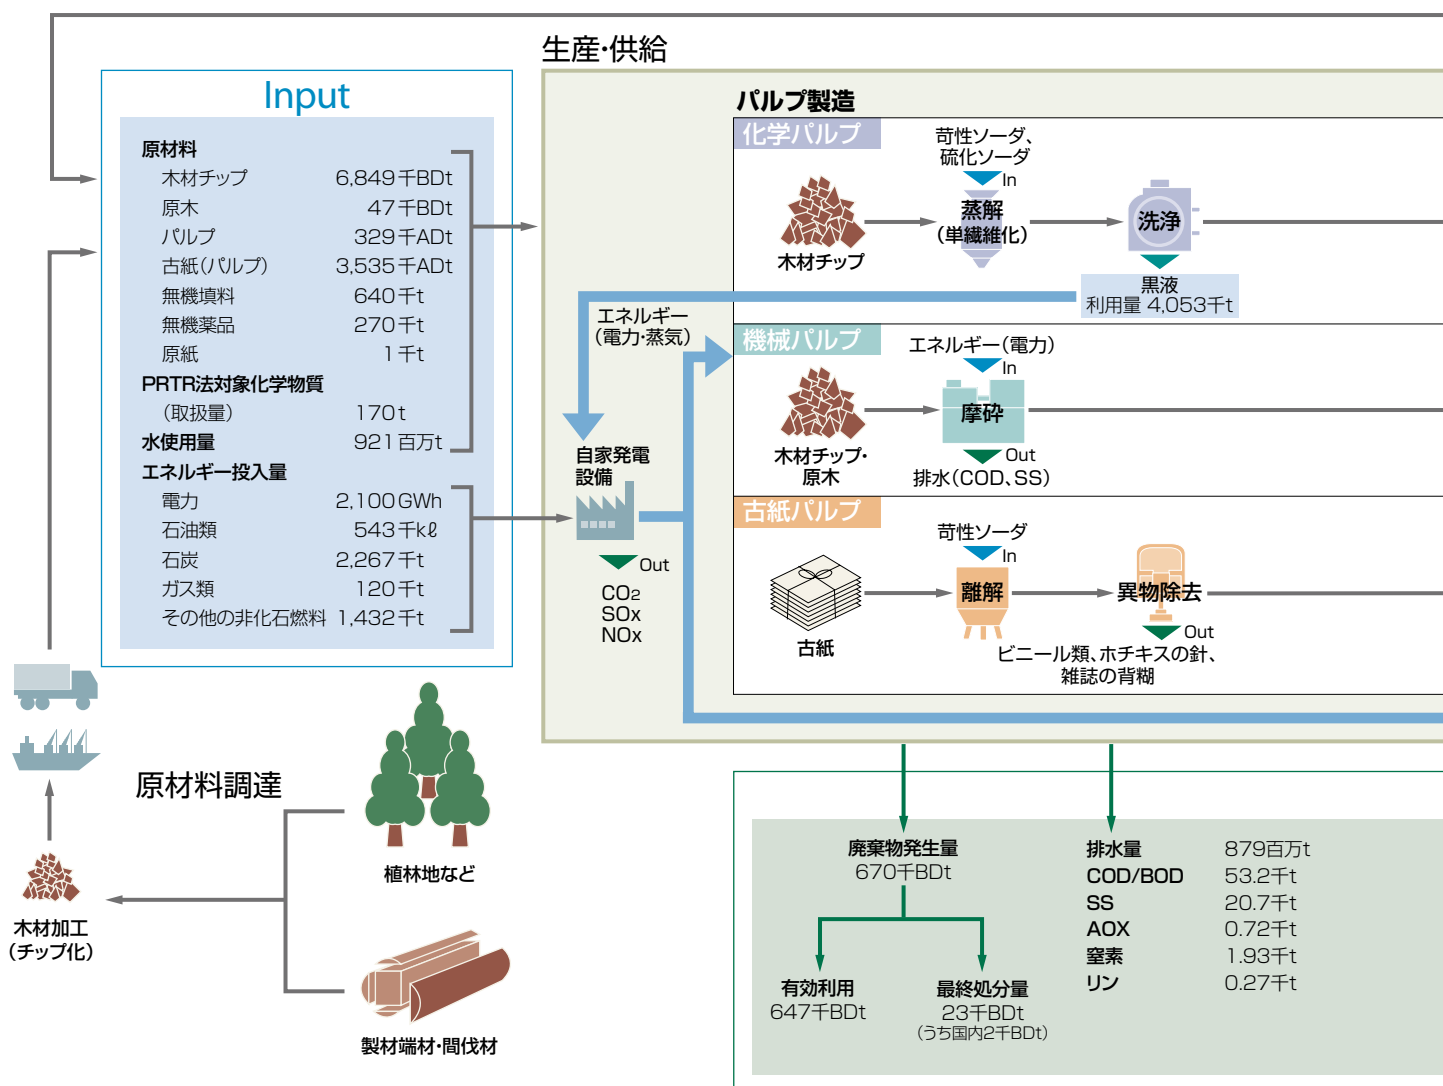 生産・供給
Input
原材料
木材チップ 6,849千BDt
原木 47千BDt
パルプ 329千ADt
古紙(パルプ) 3,535千ADt
無機填料 640千t
無機薬品 270千t
原紙 1千t
PRTR法対象化学物質
(取扱量) 170t
水使用量 921百万t
エネルギー投入量
電力 2,100GWh
石油類 543千kℓ
石炭 2,267千t
ガス類 120千t
その他の非化石燃料 1,432千t
パルプ製造
化学パルプ
木材チップ
苛性ソーダ、
硫化ソーダ
In
蒸解
(単繊維化)
洗浄
黒液
利用量 4,053千t
エネルギー
(電力・蒸気)
機械パルプ
木材チップ・
原木
エネルギー(電力)
In
摩砕
Out
排水(COD、SS)
自家発電
設備
Out
CO2
SOx
NOx
古紙パルプ
古紙
苛性ソーダ
In
離解
異物除去
Out
ビニール類、ホチキスの針、
雑誌の背糊
原材料調達
植林地など
木材加工
(チップ化)
製材端材・間伐材
廃棄物発生量
670千BDt
有効利用
647千BDt
最終処分量
23千BDt
(うち国内2千BDt)
排水量 879百万t
COD/BOD 53.2千t
SS 20.7千t
AOX 0.72千t
窒素 1.93千t
リン 0.27千t